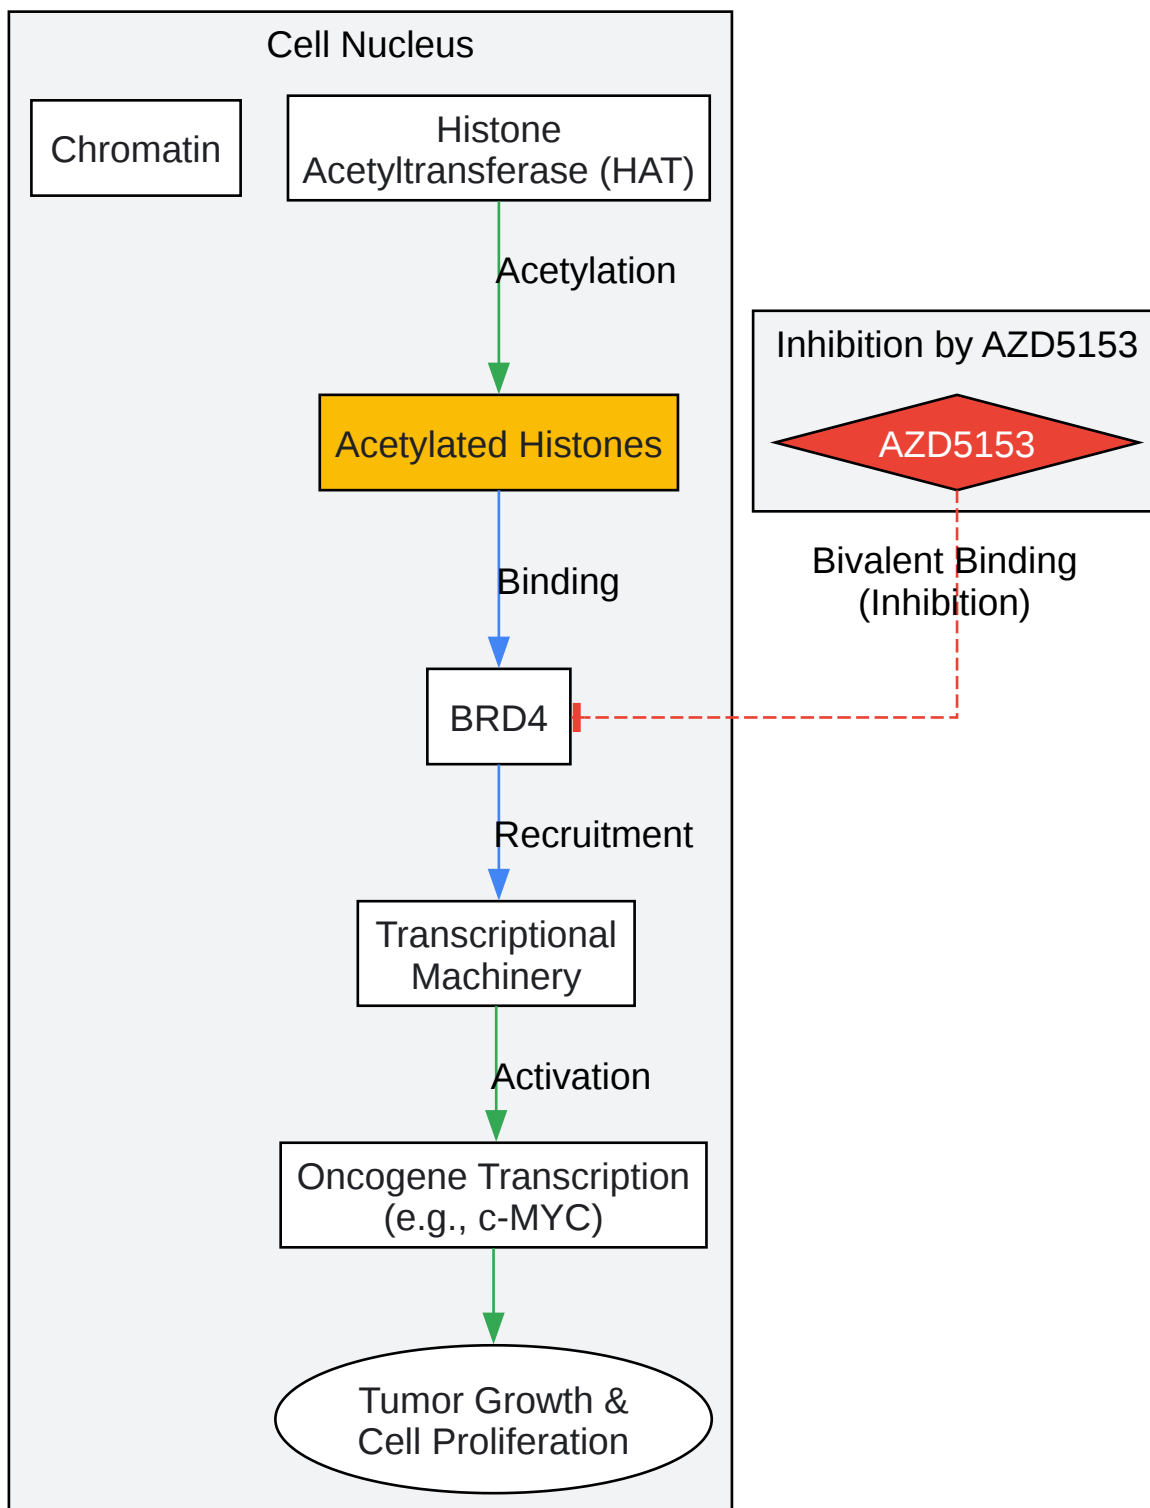 Cell Nucleus
Chromatin
Histone
Acetyltransferase (HAT)
Acetylation
Inhibition by AZD5153
Acetylated Histones
AZD5153
Bivalent Binding
(Inhibition)
Binding
BRD4
Recruitment
Transcriptional
Machinery
Activation
Oncogene Transcription
(e.g., c-MYC)
Tumor Growth &
Cell Proliferation